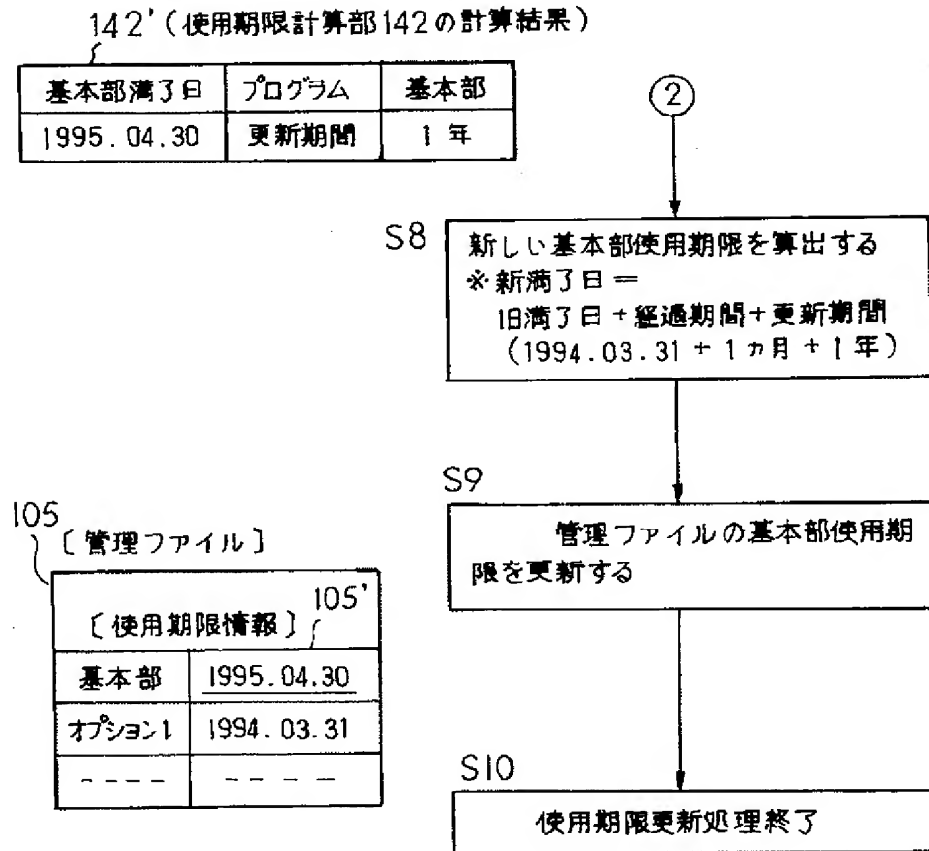 142'(使用期限計算部142の計算結果)
基本部満了日 プログラム 基本部
1995.04.30 更新期間 1年
②
S8
新しい基本部使用期限を算出する
※新満了日=
旧満了日+経過期間+更新期間
(1994.03.31+1ヵ月+1年)
S9
管理ファイルの基本部使用期
限を更新する
105
〔管理ファイル〕
105'
〔使用期限情報〕
基本部 1995.04.30
オプション1 1994.03.31
---- ----
S10
使用期限更新処理終了